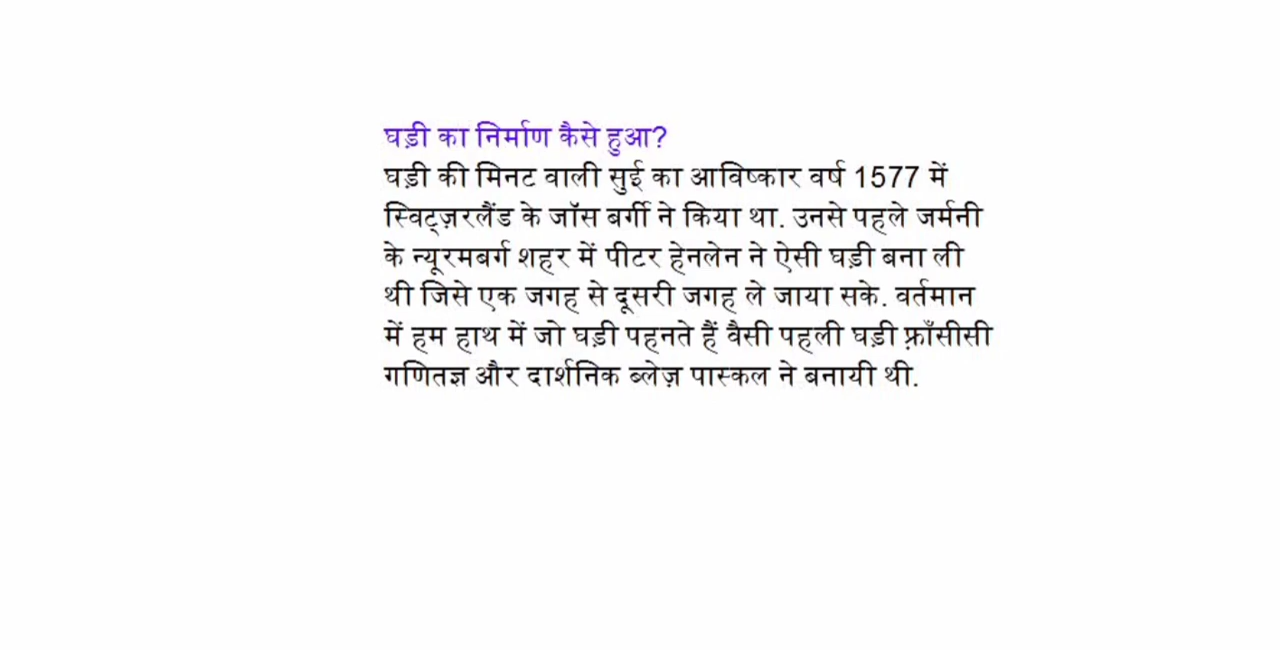 घड़ी का निर्माण कैसे हुआ?
घड़ी की मिनट वाली सुई का आविष्कार वर्ष 1577 में
स्विट्ज़रलैंड के जॉस बर्गी ने किया था. उनसे पहले जर्मनी
के न्यूरमबर्ग शहर में पीटर हेनलेन ने ऐसी घड़ी बना ली
थी जिसे एक जगह से दूसरी जगह ले जाया सके. वर्तमान
में हम हाथ में जो घड़ी पहनते हैं वैसी पहली घड़ी फ़्राँसीसी
गणितज्ञ और दार्शनिक ब्लेज़ पास्कल ने बनायी थी.